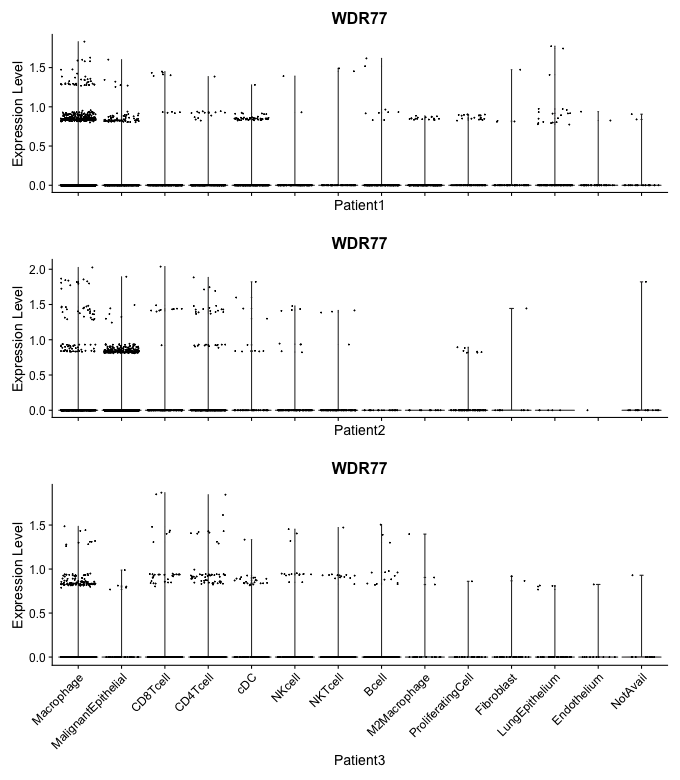 WDR77
Expression Level
1.5
1.0
0.5
0.0
Patient1
WDR77
Expression Level
2.0
1.5
1.0
0.5
0.0
Patient2
WDR77
Expression Level
1.5
1.0
0.5
0.0
Macrophage
MalignantEpithelial
CD8Tcell
CD4Tcell
cDC
NKcell
NKTcell
Bcell
M2Macrophage
ProliferatingCell
Fibroblast
LungEpithelium
Endothelium
NotAvail
Patient3